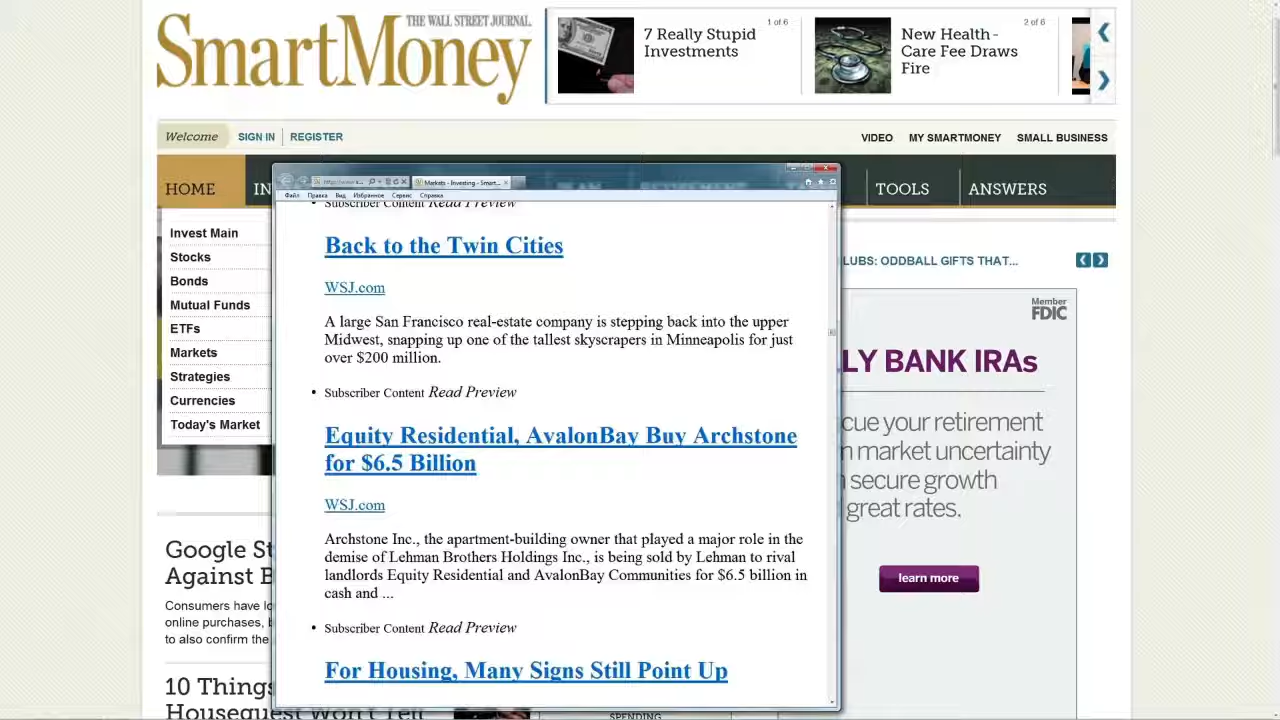 THE WALL STREET JOURNAL.
SmartMoney
1 of 6
7 Really Stupid
Investments
2 of 6
New Health-
Care Fee Draws
Fire
Welcome
SIGN IN
REGISTER
VIDEO
MY SMARTMONEY
SMALL BUSINESS
HOME
IN
TOOLS
ANSWERS
Invest Main
Stocks
Bonds
Mutual Funds
ETFs
Markets
Strategies
Currencies
Today's Market
Markets - Investing - Smart...
Файл Правка Вид Избранное Сервис Справка
• Subscriber Content Read Preview
Back to the Twin Cities
WSJ.com
A large San Francisco real-estate company is stepping back into the upper
Midwest, snapping up one of the tallest skyscrapers in Minneapolis for just
over $200 million.
• Subscriber Content Read Preview
Equity Residential, AvalonBay Buy Archstone
for $6.5 Billion
WSJ.com
Archstone Inc., the apartment-building owner that played a major role in the
demise of Lehman Brothers Holdings Inc., is being sold by Lehman to rival
landlords Equity Residential and AvalonBay Communities for $6.5 billion in
cash and ...
• Subscriber Content Read Preview
For Housing, Many Signs Still Point Up
LUBS: ODDBALL GIFTS THAT...
Member
FDIC
LY BANK IRAs
cue your retirement
n market uncertainty
secure growth
great rates.
learn more
Google St
Against B
Consumers have lo
online purchases, b
to also confirm the
10 Things
Houseguest Won't Tell
SPENDING